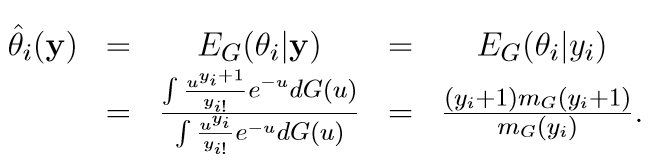 $\hat{\theta}_i(\mathbf{y}) = E_G(\theta_i|\mathbf{y}) = E_G(\theta_i|y_i)$
$= \frac{\int \frac{u^{y_i+1}}{y_i!} e^{-u} dG(u)}{\int \frac{u^{y_i}}{y_i!} e^{-u} dG(u)} = \frac{(y_i+1)m_G(y_i+1)}{m_G(y_i)}.$